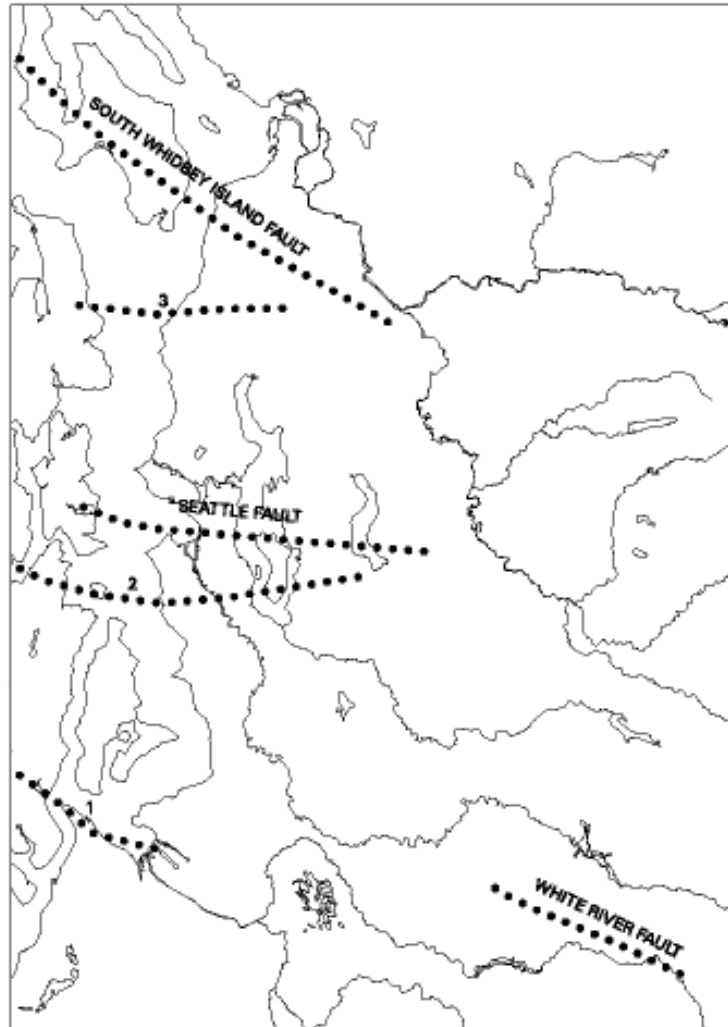 SOUTH WHIDBEY ISLAND FAULT
3
SEATTLE FAULT
2
1
WHITE RIVER FAULT